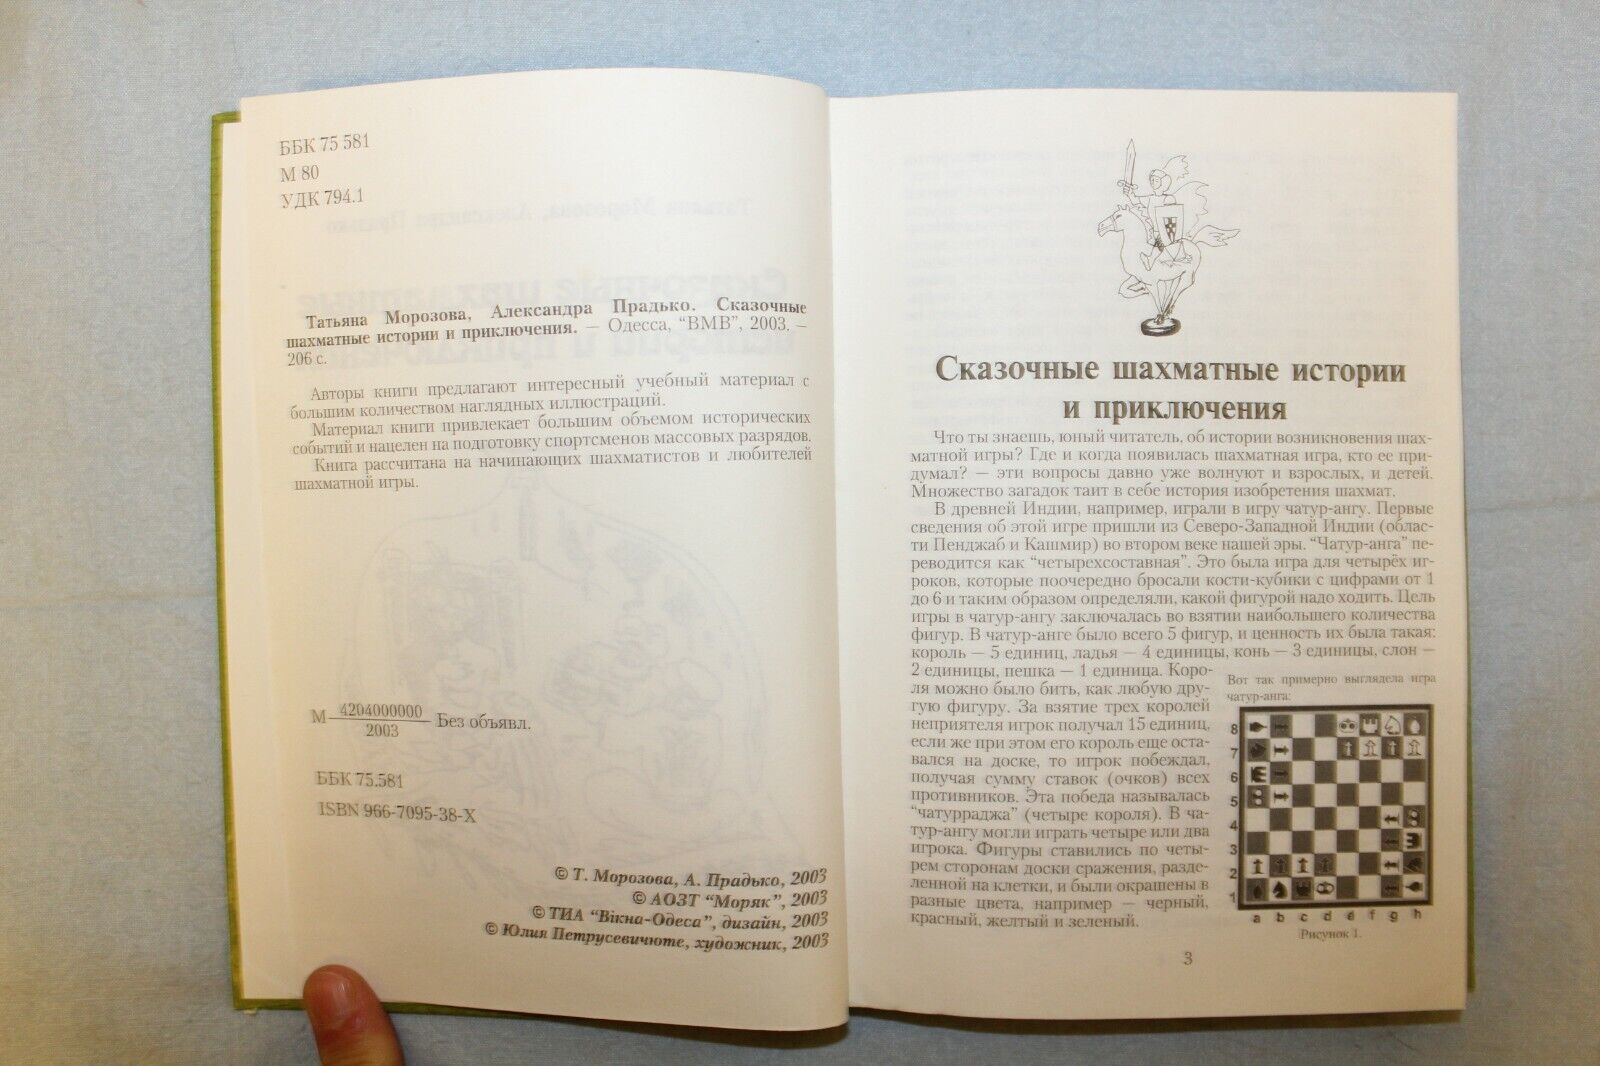 ББК 75 581
М 80
УДК 794.1
Татьяна Морозова, Александра Прадько. Сказочные
шахматные истории и приключения. — Одесса, “ВМВ”, 2003. –
206 с.
Авторы книги предлагают интересный учебный материал с
большим количеством наглядных иллюстраций.
Материал книги привлекает большим объемом исторических
событий и нацелен на подготовку спортсменов массовых разрядов.
Книга рассчитана на начинающих шахматистов и любителей
шахматной игры.
М 4204000000 Без объявл.
2003
ББК 75.581
ISBN 966-7095-38-X
© Т. Морозова, А. Прадько, 2003
© АОЗТ “Моряк”, 2003
© ТИА “Вікна-Одеса”, дизайн, 2003
© Юлия Петрусевичюте, художник, 2003
Сказочные шахматные истории
и приключения
Что ты знаешь, юный читатель, об истории возникновения шах-
матной игры? Где и когда появилась шахматная игра, кто ее при-
думал? — эти вопросы давно уже волнуют и взрослых, и детей.
Множество загадок таит в себе история изобретения шахмат.
В древней Индии, например, играли в игру чатур-ангу. Первые
сведения об этой игре пришли из Северо-Западной Индии (облас-
ти Пенджаб и Кашмир) во втором веке нашей эры. “Чатур-анга” пе-
реводится как “четырехсоставная”. Это была игра для четырёх иг-
роков, которые поочередно бросали кости-кубики с цифрами от 1
до 6 и таким образом определяли, какой фигурой надо ходить. Цель
игры в чатур-ангу заключалась во взятии наибольшего количества
фигур. В чатур-анге было всего 5 фигур, и ценность их была такая:
король — 5 единиц, ладья — 4 единицы, конь — 3 единицы, слон —
2 единицы, пешка — 1 единица. Коро-
ля можно было бить, как любую дру-
гую фигуру. За взятие трех королей
неприятеля игрок получал 15 единиц,
если же при этом его король еще оста-
вался на доске, то игрок побеждал,
получая сумму ставок (очков) всех
противников. Эта победа называлась
“чатурраджа” (четыре короля). В ча-
тур-ангу могли играть четыре или два
игрока. Фигуры ставились по четы-
рем сторонам доски сражения, разде-
ленной на клетки, и были окрашены в
разные цвета, например — черный,
красный, желтый и зеленый.
Вот так примерно выглядела игра
чатур-анга:
8
7
6
5
4
3
2
1
a b c d e f g h
Рисунок 1.
3